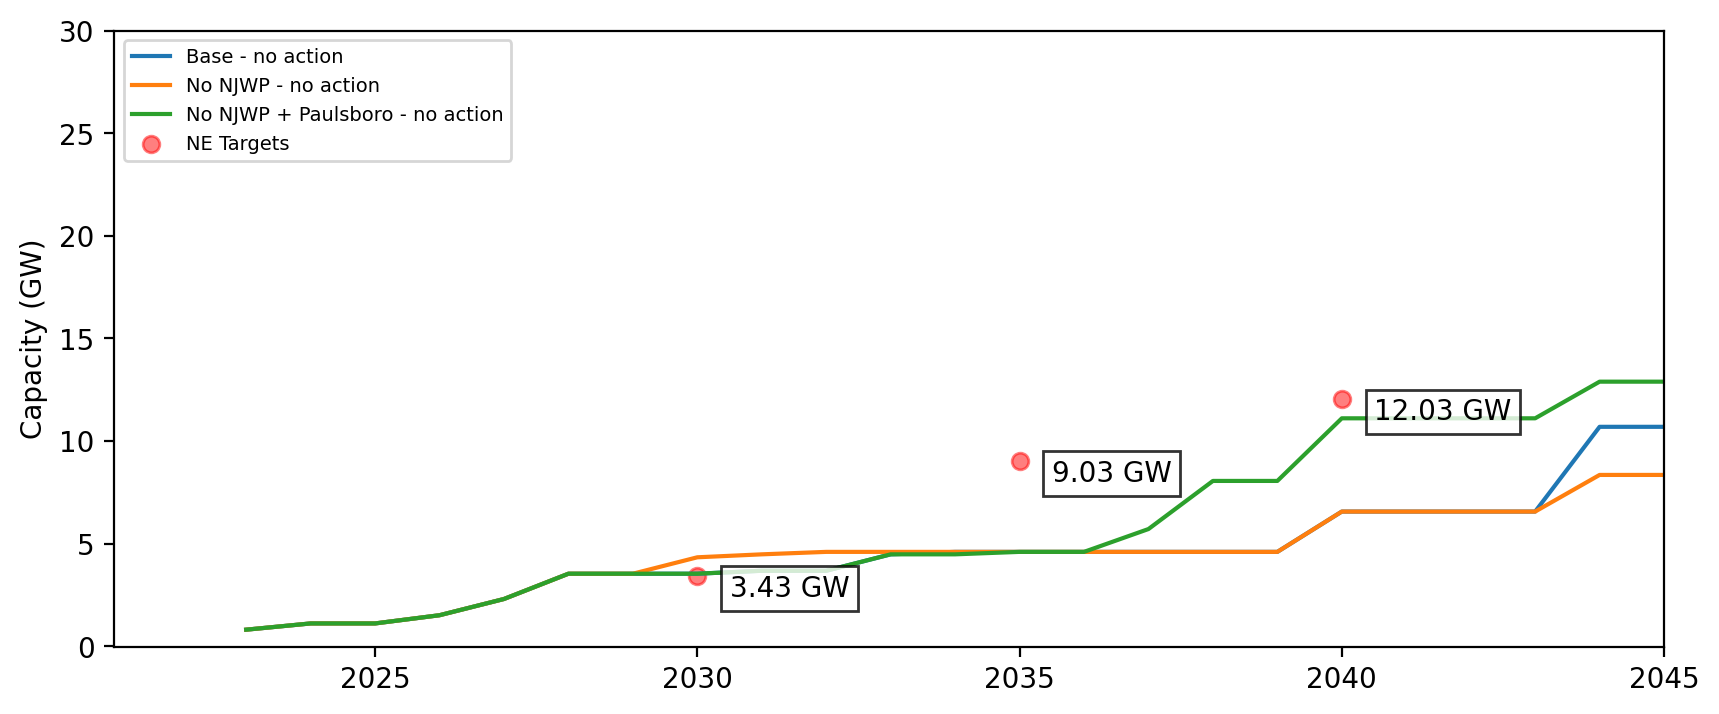 Base - no action
No NJWP - no action
No NJWP + Paulsboro - no action
NE Targets
Capacity (GW)
30
25
20
15
10
5
0
12.03 GW
9.03 GW
3.43 GW
2025
2030
2035
2040
2045